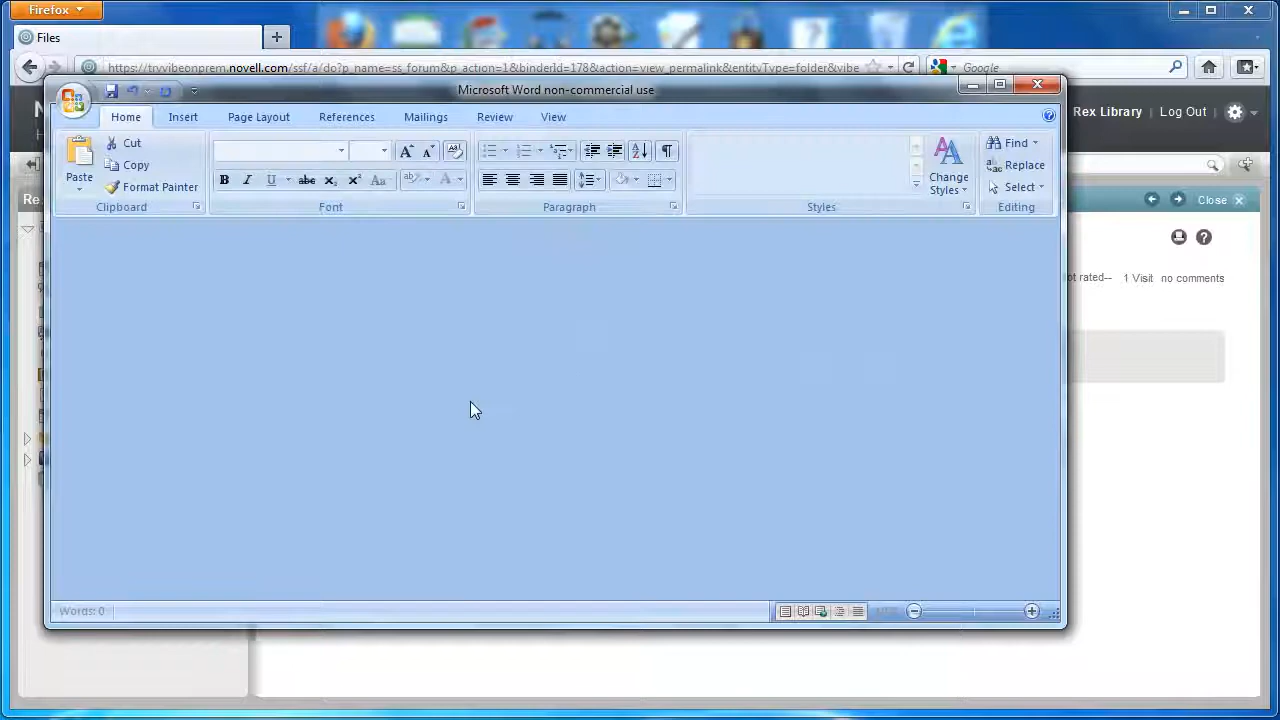 Firefox
Files
https://tryvibeonprem.novell.com/ssf/a/do?p_name=ss_forum&p_action=1&binderId=178&action=view_permalink&entityType=folder&vibe
Google
Microsoft Word non-commercial use
Home Insert Page Layout References Mailings Review View
Rex Library | Log Out
Paste
Cut
Copy
Format Painter
Clipboard
Font
Paragraph
Change
Styles
Styles
Find
Replace
Select
Editing
Close
ot rated-- 1 Visit no comments
Words: 0